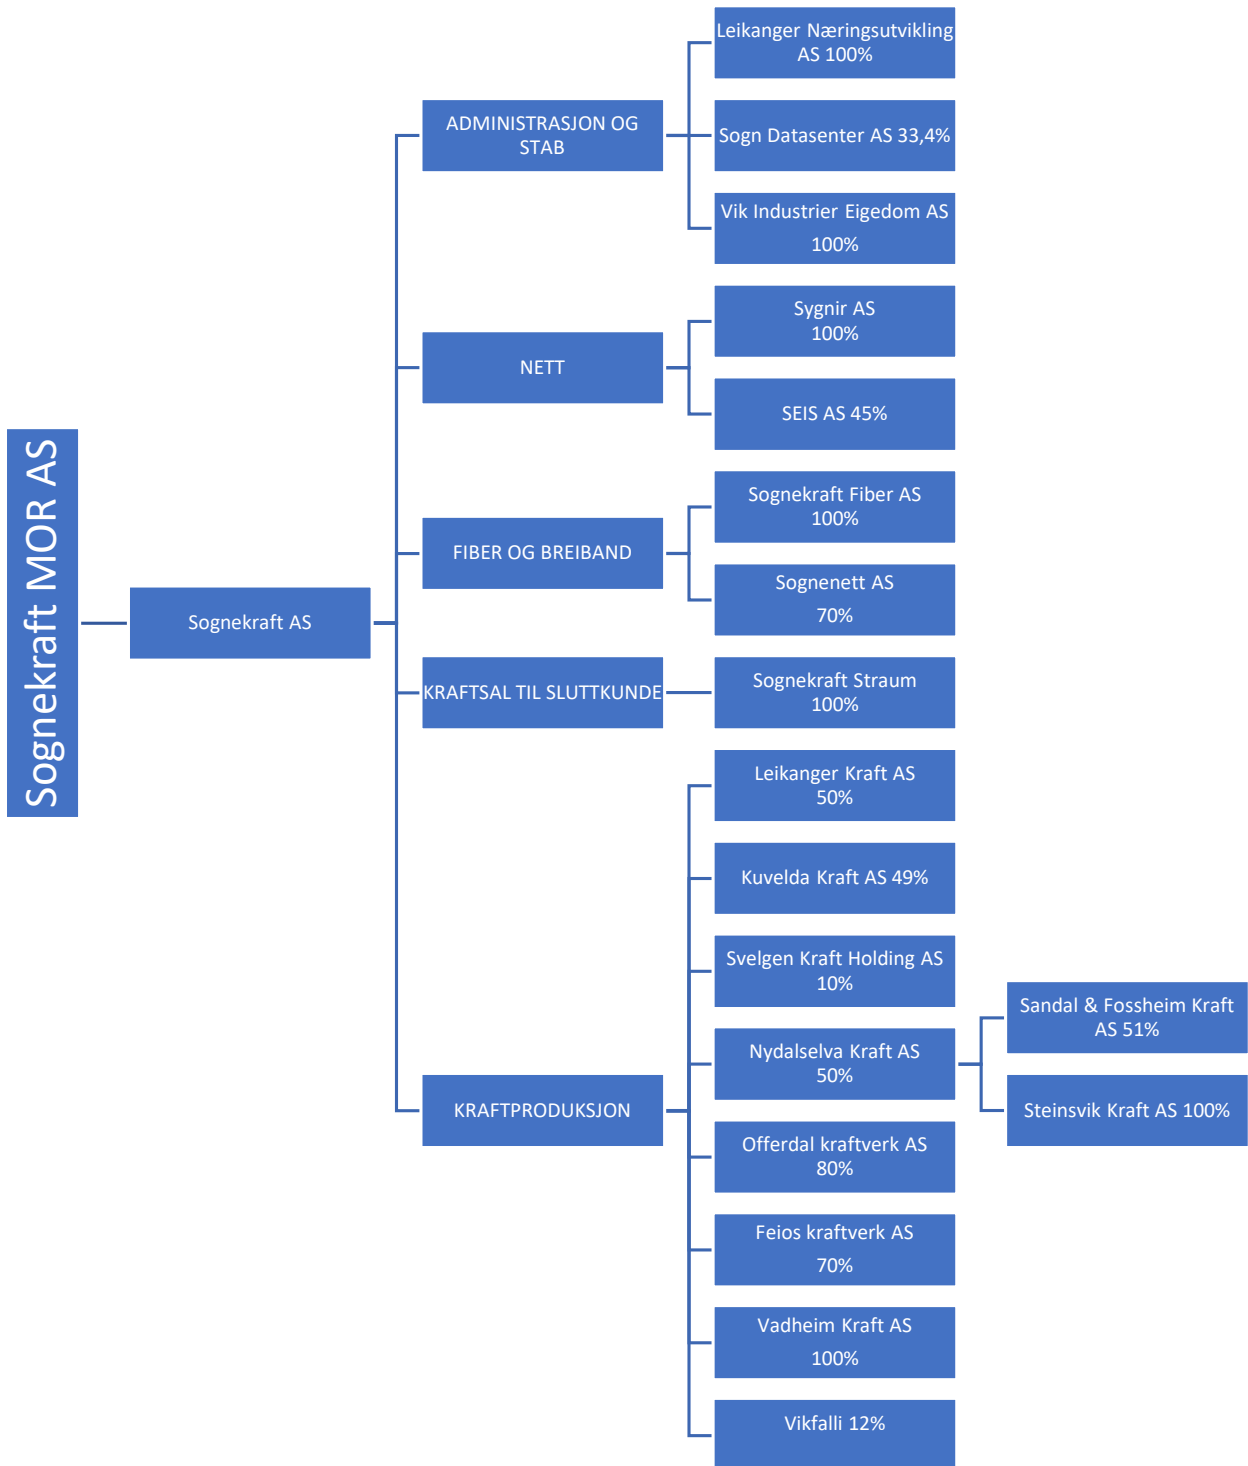 Sognekraft MOR AS
Sognekraft AS
ADMINISTRASJON OG
STAB
Leikanger Næringsutvikling
AS 100%
Sogn Datasenter AS 33,4%
Vik Industrier Eigedom AS
100%
NETT
Sygnir AS
100%
SEIS AS 45%
FIBER OG BREIBAND
Sognekraft Fiber AS
100%
Sognenett AS
70%
KRAFTSAL TIL SLUTTKUNDE
Sognekraft Straum
100%
KRAFTPRODUKSJON
Leikanger Kraft AS
50%
Kuvelda Kraft AS 49%
Svelgen Kraft Holding AS
10%
Nydalselva Kraft AS
50%
Sandal & Fossheim Kraft
AS 51%
Steinsvik Kraft AS 100%
Offerdal kraftverk AS
80%
Feios kraftverk AS
70%
Vadheim Kraft AS
100%
Vikfalli 12%